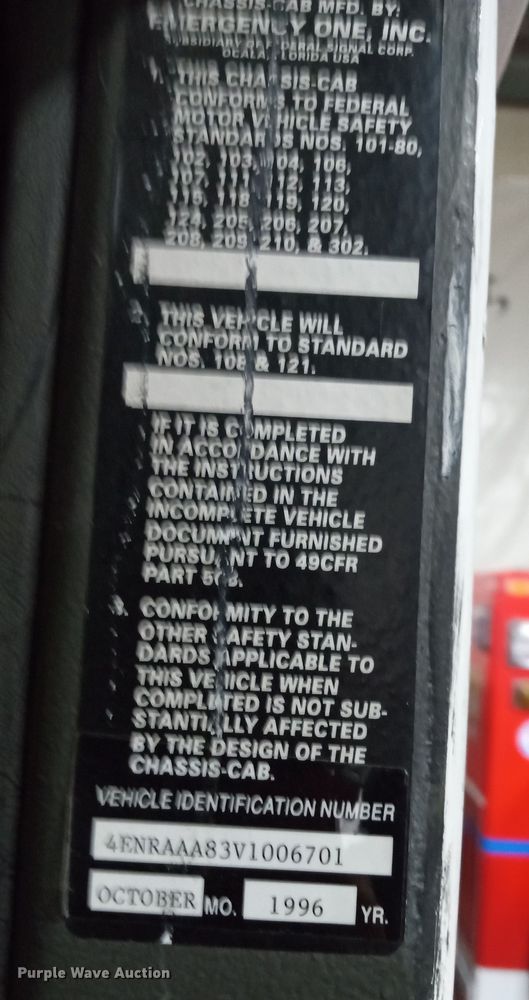 CHASSIS-CAB MFD. BY:
EMERGENCY ONE, INC.
SUBSIDIARY OF FEDERAL SIGNAL CORP.
OCALA, FLORIDA USA
1. THIS CHASSIS-CAB
CONFORMS TO FEDERAL
MOTOR VEHICLE SAFETY
STANDARDS NOS. 101-80,
102, 103, 104, 106,
107, 111, 112, 113,
116, 118, 119, 120,
124, 205, 206, 207,
208, 209, 210, & 302.
THIS VEHICLE WILL
CONFORM TO STANDARD
NOS. 108 & 121.
IF IT IS COMPLETED
IN ACCORDANCE WITH
THE INSTRUCTIONS
CONTAINED IN THE
INCOMPLETE VEHICLE
DOCUMENT FURNISHED
PURSUANT TO 49CFR
PART 568.
3. CONFORMITY TO THE
OTHER SAFETY STAN-
DARDS APPLICABLE TO
THIS VEHICLE WHEN
COMPLETED IS NOT SUB-
STANTIALLY AFFECTED
BY THE DESIGN OF THE
CHASSIS-CAB.
VEHICLE IDENTIFICATION NUMBER
4ENRAAA83V1006701
OCTOBER MO. 1996 YR.
Purple Wave Auction